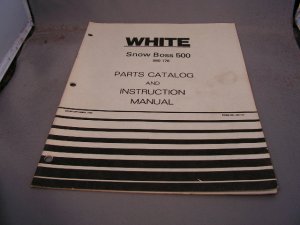 WHITE
Snow Boss 500
PARTS CATALOG
AND
INSTRUCTION
MANUAL